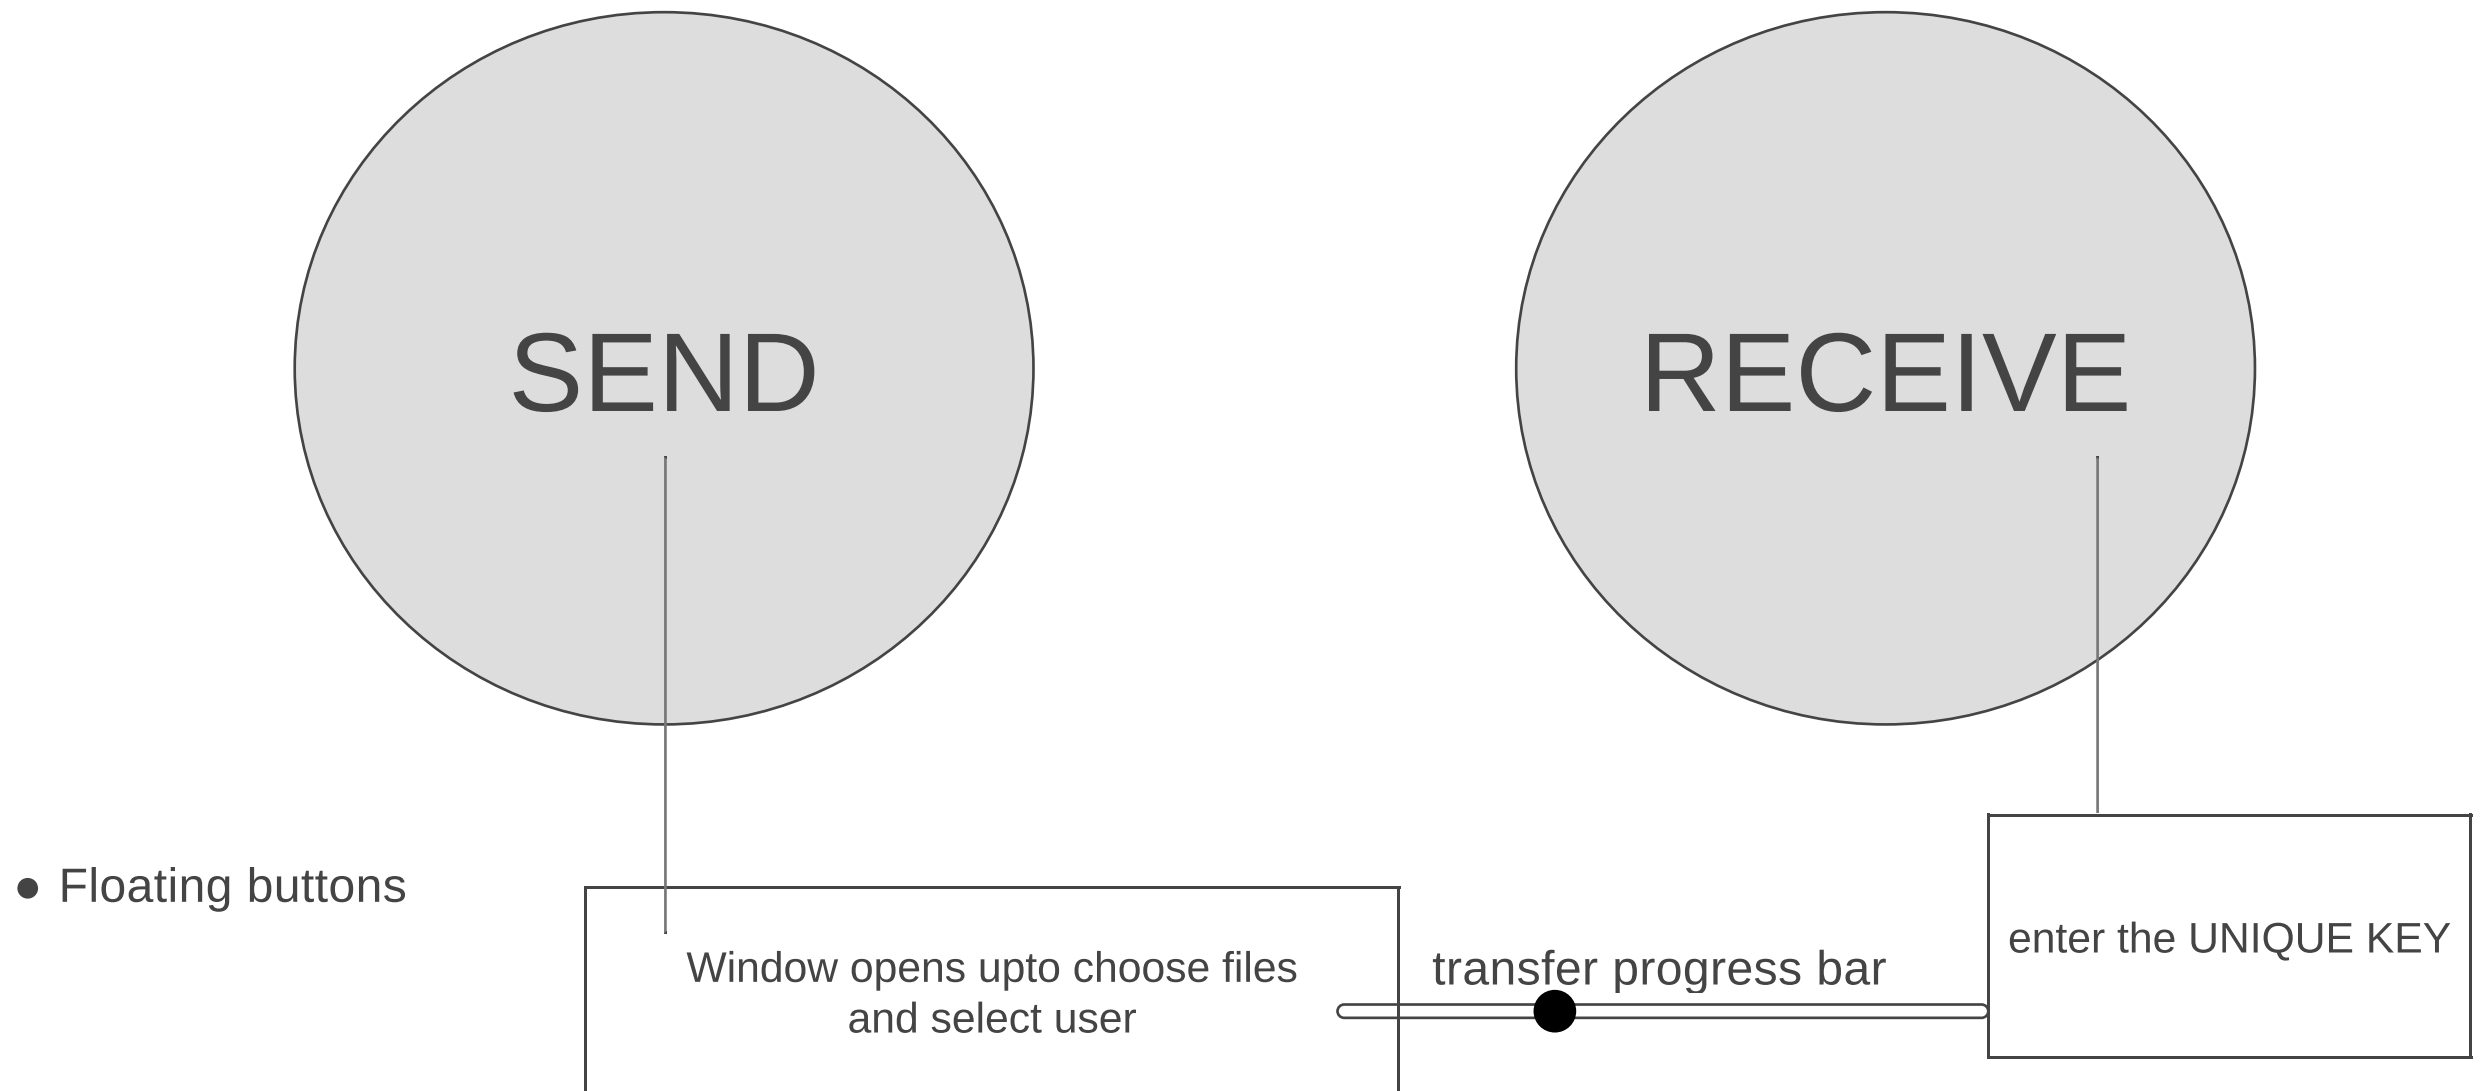 SEND
RECEIVE
● Floating buttons
Window opens upto choose files
and select user
transfer progress bar
enter the UNIQUE KEY